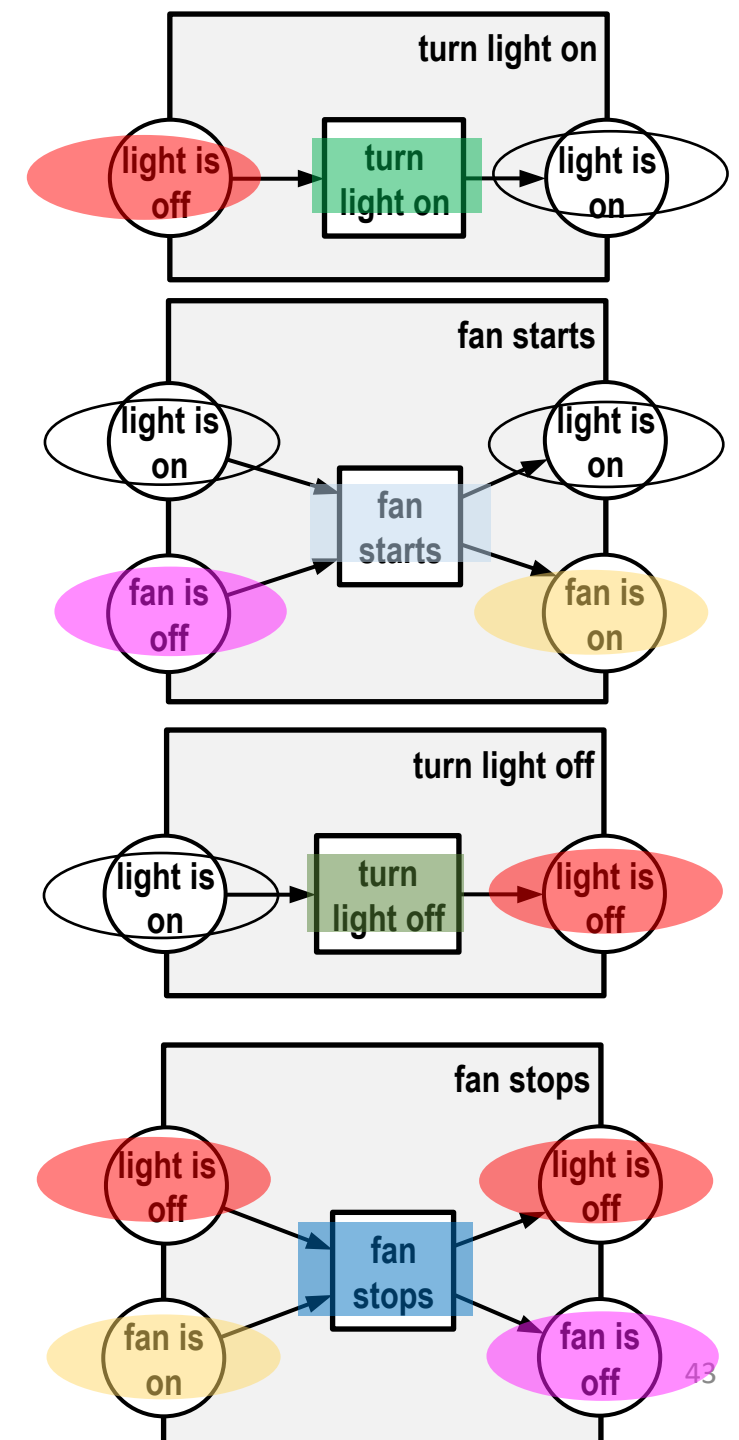 turn light on
light is
off
turn
light on
light is
on
fan starts
light is
on
fan is
off
fan
starts
light is
on
fan is
on
turn light off
light is
on
turn
light off
light is
off
fan stops
light is
off
fan is
on
fan
stops
light is
off
fan is
off
43